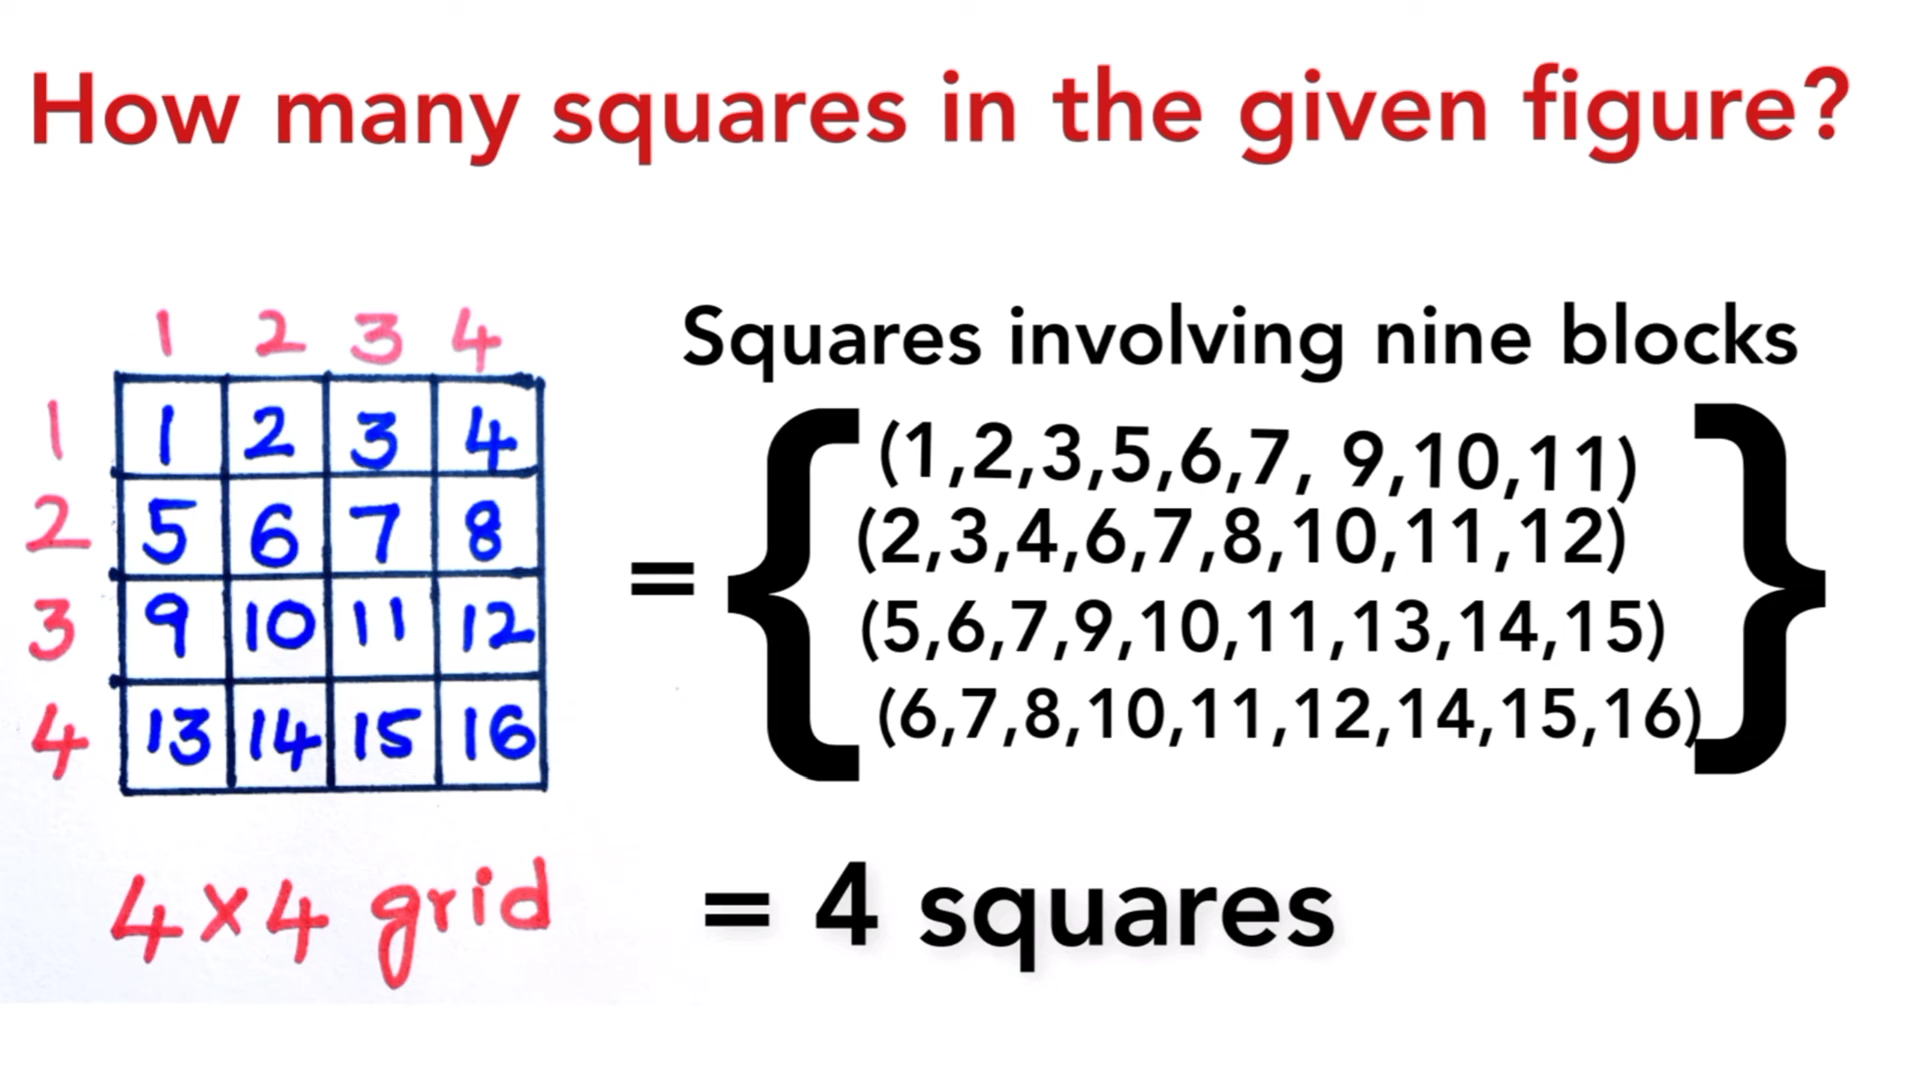 How many squares in the given figure?
1 2 3 4
1 1 2 3 4
2 5 6 7 8
3 9 10 11 12
4 13 14 15 16
4×4 grid
Squares involving nine blocks
= {
(1,2,3,5,6,7, 9,10,11)
(2,3,4,6,7,8,10,11,12)
(5,6,7,9,10,11,13,14,15)
(6,7,8,10,11,12,14,15,16)
}
= 4 squares